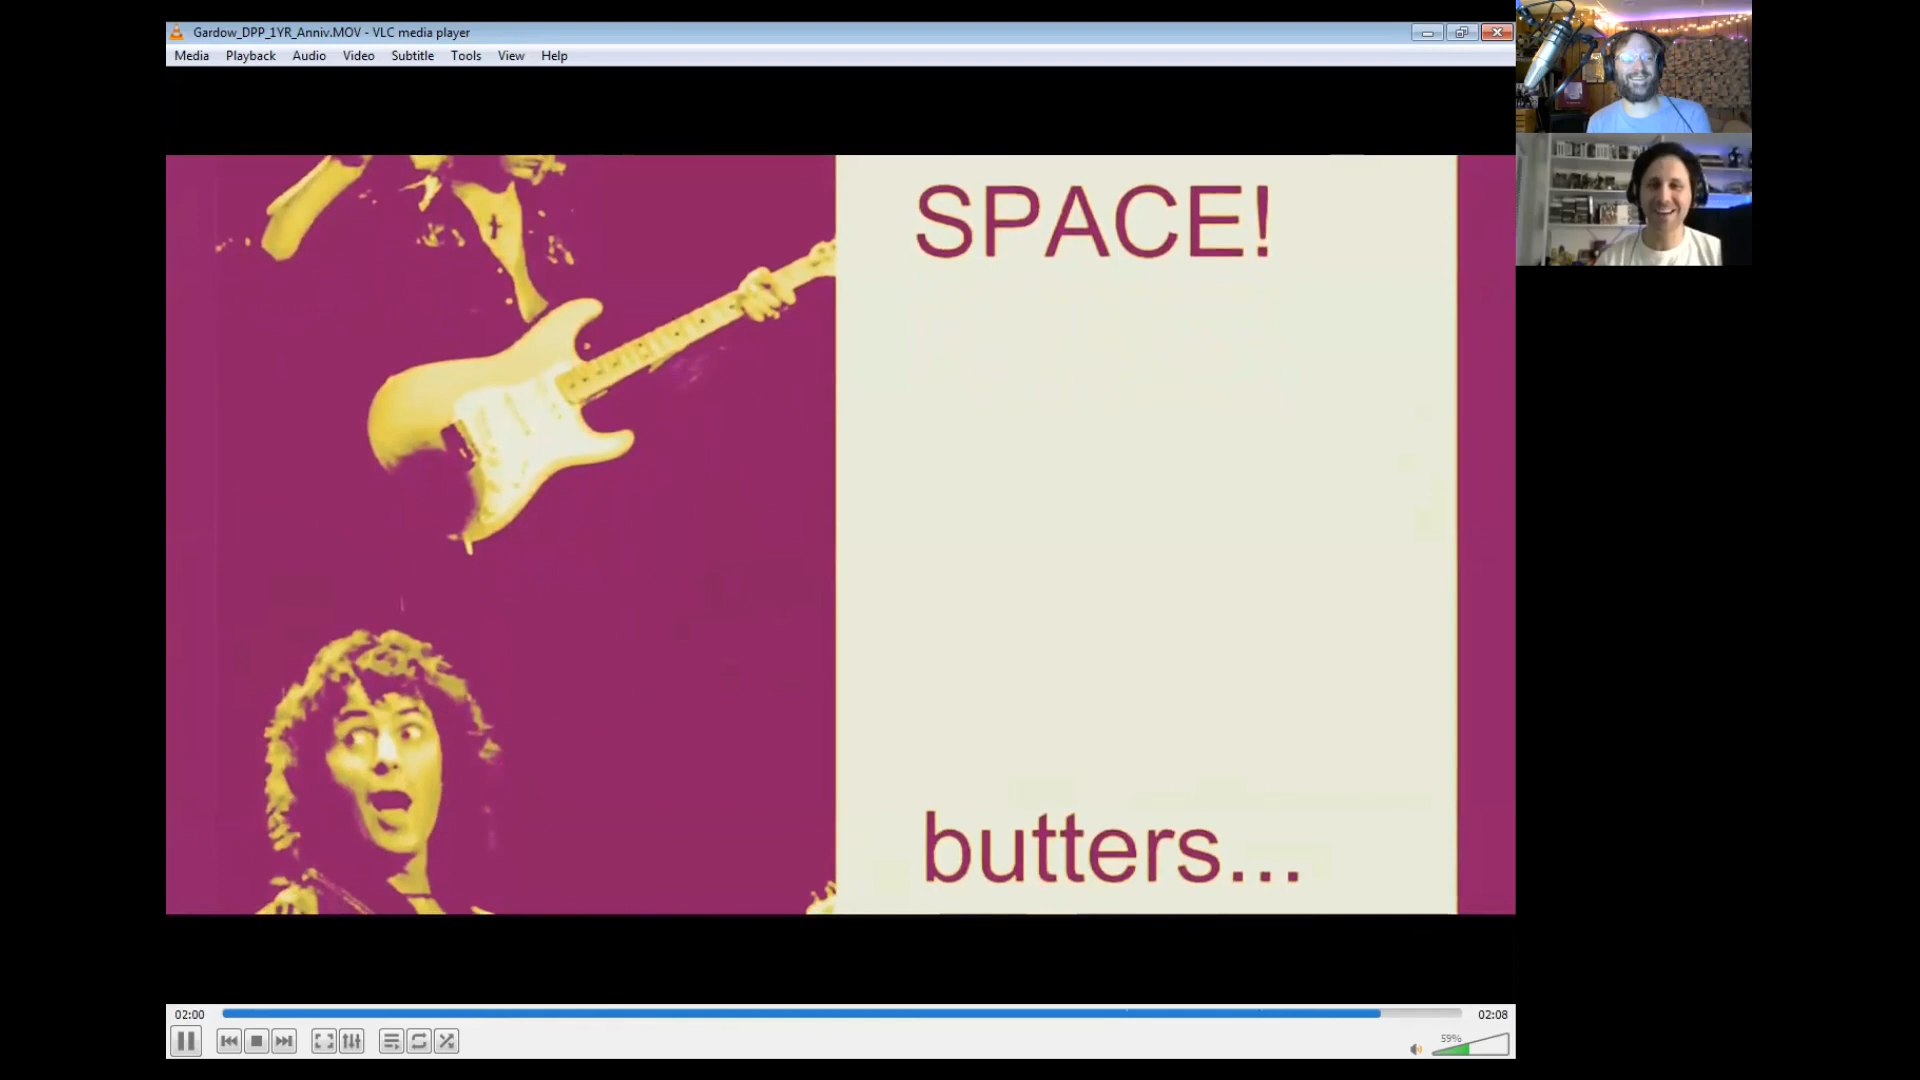 Gardow_DPP_1YR_Anniv.MOV - VLC media player
Media Playback Audio Video Subtitle Tools View Help
SPACE!
butters...
02:00
02:08
59%